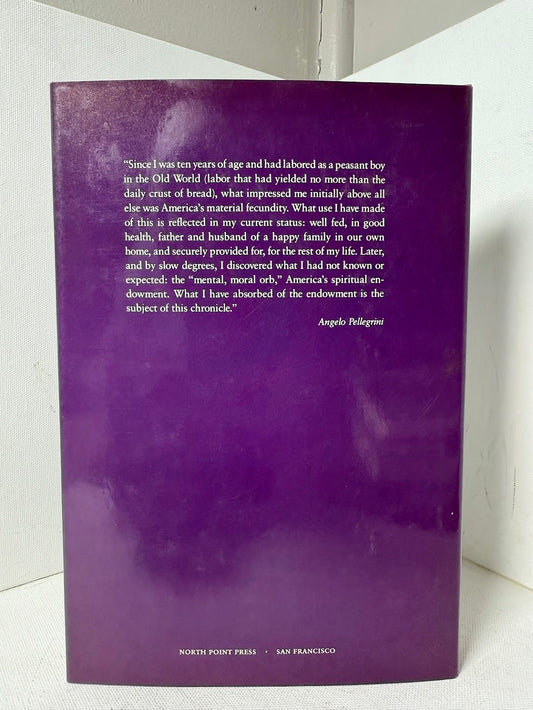 “Since I was ten years of age and had labored as a peasant boy
in the Old World (labor that had yielded no more than the
daily crust of bread), what impressed me initially above all
else was America’s material fecundity. What use I have made
of this is reflected in my current status: well fed, in good
health, father and husband of a happy family in our own
home, and securely provided for, for the rest of my life. Later,
and by slow degrees, I discovered what I had not known or
expected: the “mental, moral orb,” America’s spiritual en-
dowment. What I have absorbed of the endowment is the
subject of this chronicle.”
Angelo Pellegrini
NORTH POINT PRESS · SAN FRANCISCO